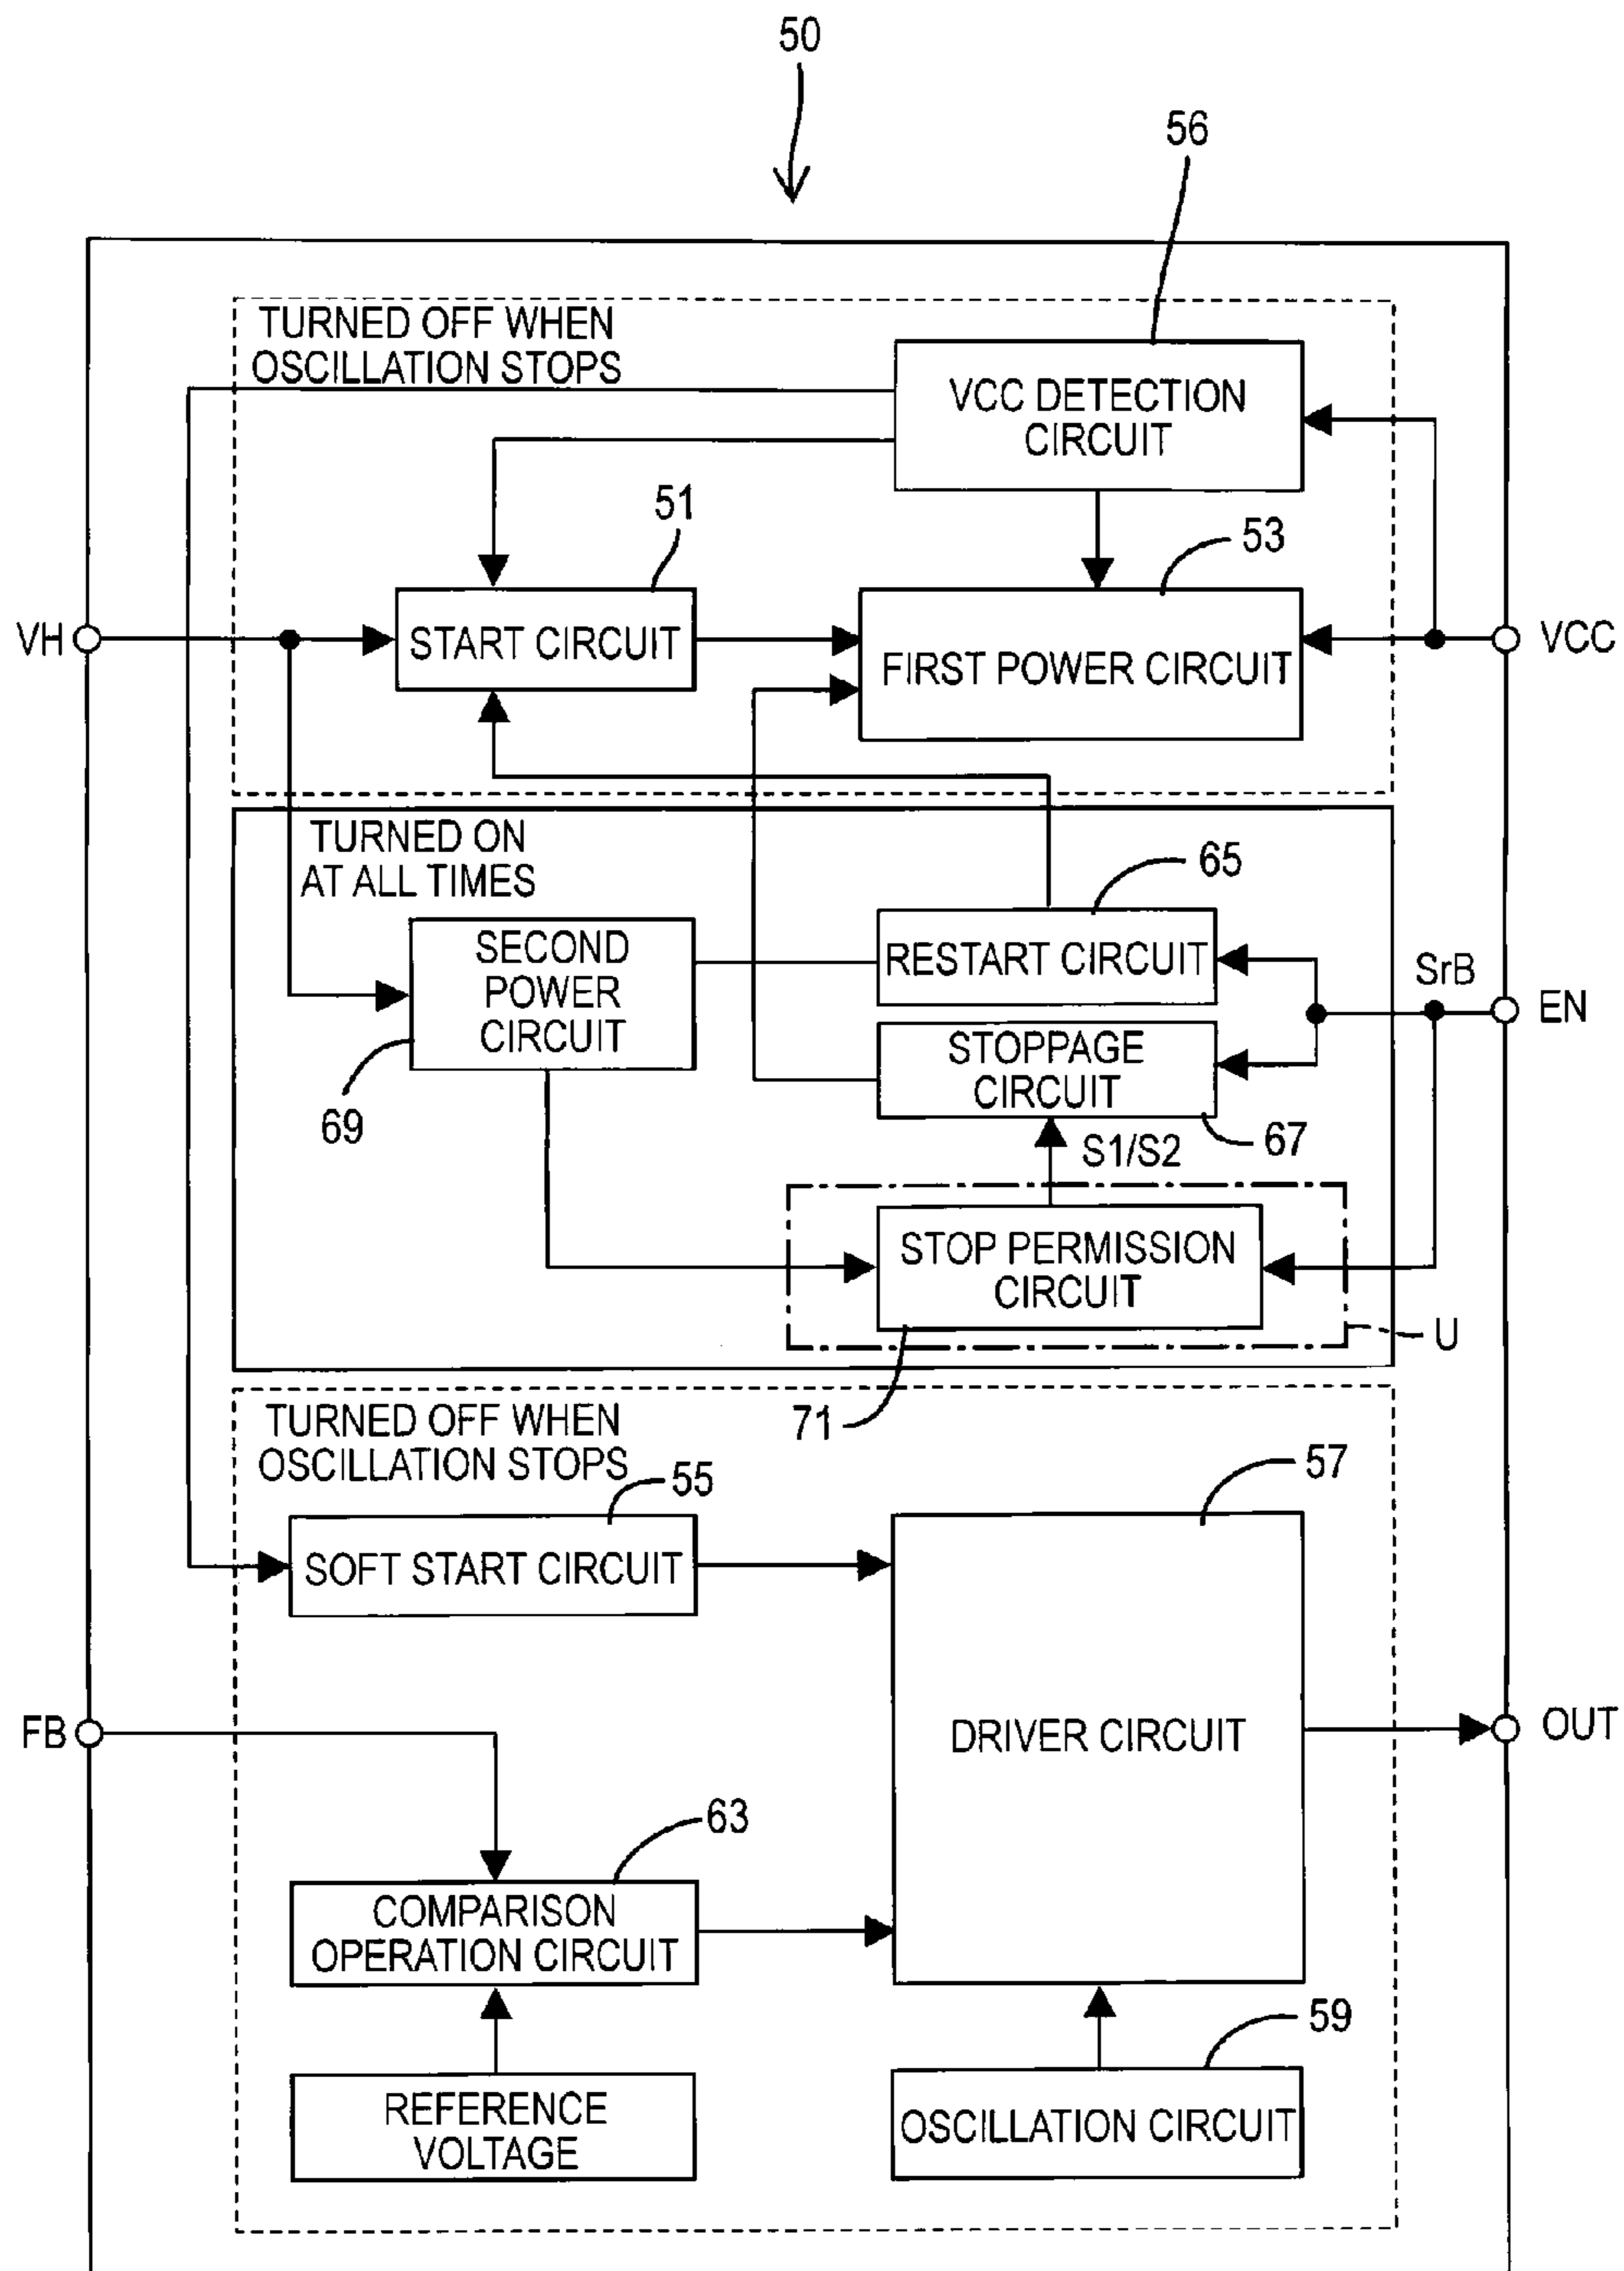 50
56
TURNED OFF WHEN
OSCILLATION STOPS
VCC DETECTION
CIRCUIT
51
53
VH
START CIRCUIT
FIRST POWER CIRCUIT
VCC
TURNED ON
AT ALL TIMES
65
SECOND
POWER
CIRCUIT
RESTART CIRCUIT
SrB
EN
STOPPAGE
CIRCUIT
69
67
S1/S2
STOP PERMISSION
CIRCUIT
U
71
TURNED OFF WHEN
OSCILLATION STOPS
55
57
SOFT START CIRCUIT
FB
DRIVER CIRCUIT
OUT
63
COMPARISON
OPERATION CIRCUIT
59
REFERENCE
VOLTAGE
OSCILLATION CIRCUIT